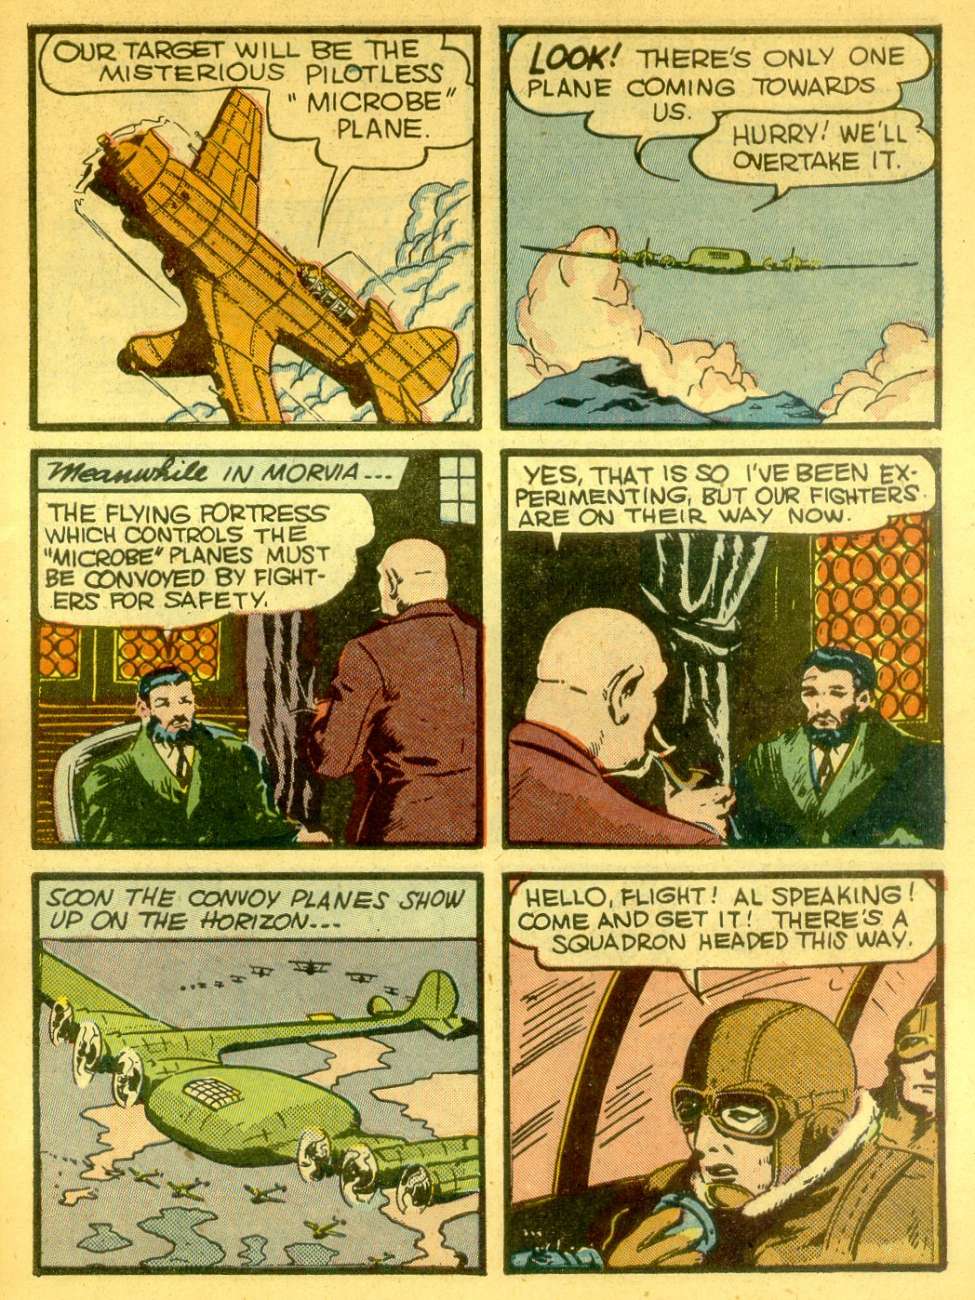 OUR TARGET WILL BE THE
MISTERIOUS PILOTLESS
"MICROBE"
PLANE.
LOOK! THERE'S ONLY ONE
PLANE COMING TOWARDS
US.
HURRY! WE'LL
OVERTAKE IT.
Meanwhile IN MORVIA---
THE FLYING FORTRESS
WHICH CONTROLS THE
"MICROBE" PLANES MUST
BE CONVOYED BY FIGHT-
ERS FOR SAFETY.
YES, THAT IS SO I'VE BEEN EX-
PERIMENTING, BUT OUR FIGHTERS
ARE ON THEIR WAY NOW.
SOON THE CONVOY PLANES SHOW
UP ON THE HORIZON---
HELLO, FLIGHT! AL SPEAKING!
COME AND GET IT! THERE'S A
SQUADRON HEADED THIS WAY.